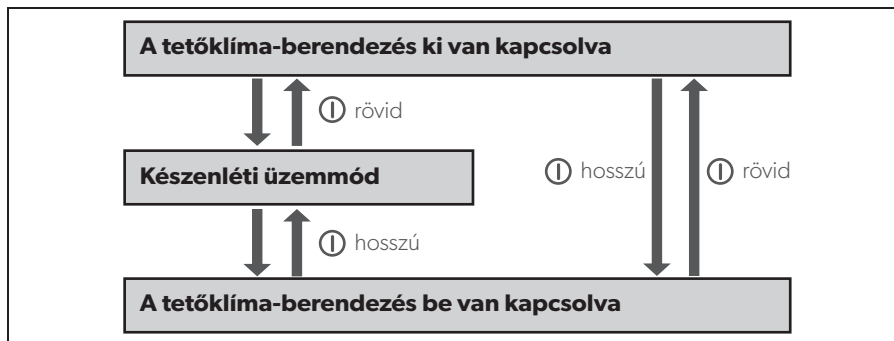 A tetőklíma-berendezés ki van kapcsolva
rövid
Készenléti üzemmód
hosszú
rövid
hosszú
A tetőklíma-berendezés be van kapcsolva